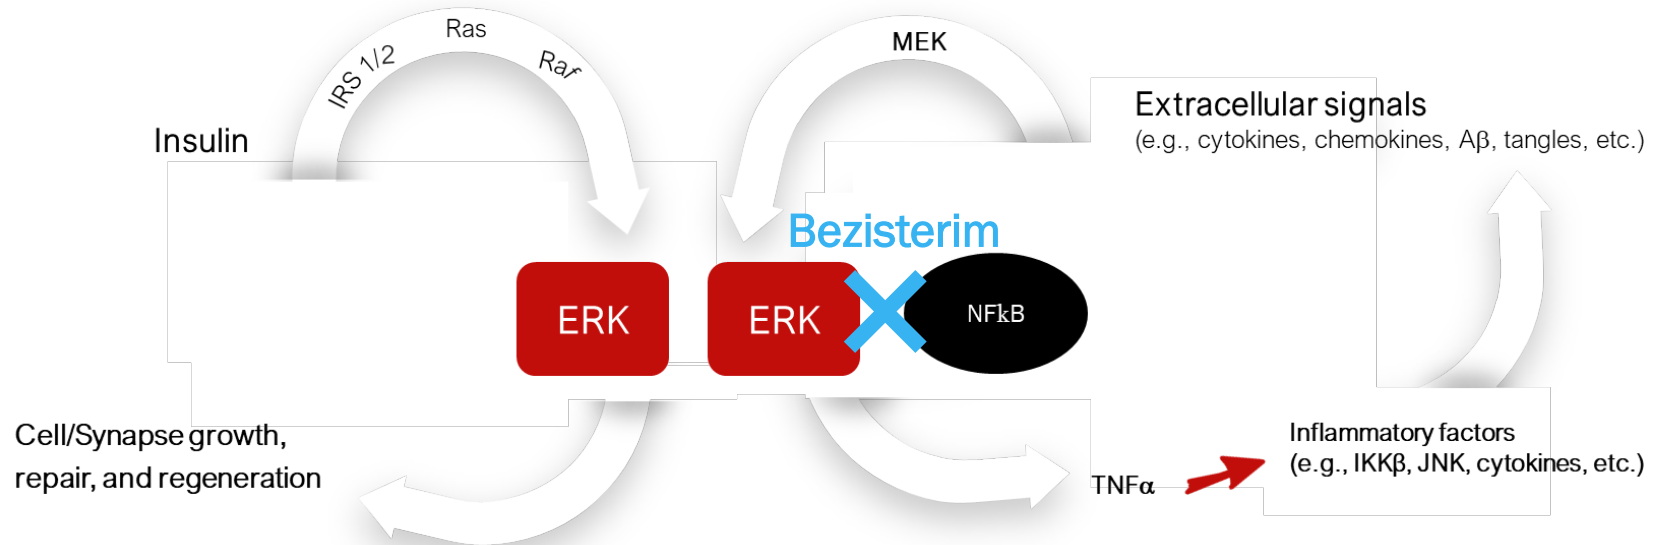 Ras
IRS 1/2
Raf
MEK
Insulin
Extracellular signals
(e.g., cytokines, chemokines, Aβ, tangles, etc.)
Bezisterim
ERK
ERK
NFkB
Cell/Synapse growth,
repair, and regeneration
TNFα
Inflammatory factors
(e.g., IKKβ, JNK, cytokines, etc.)